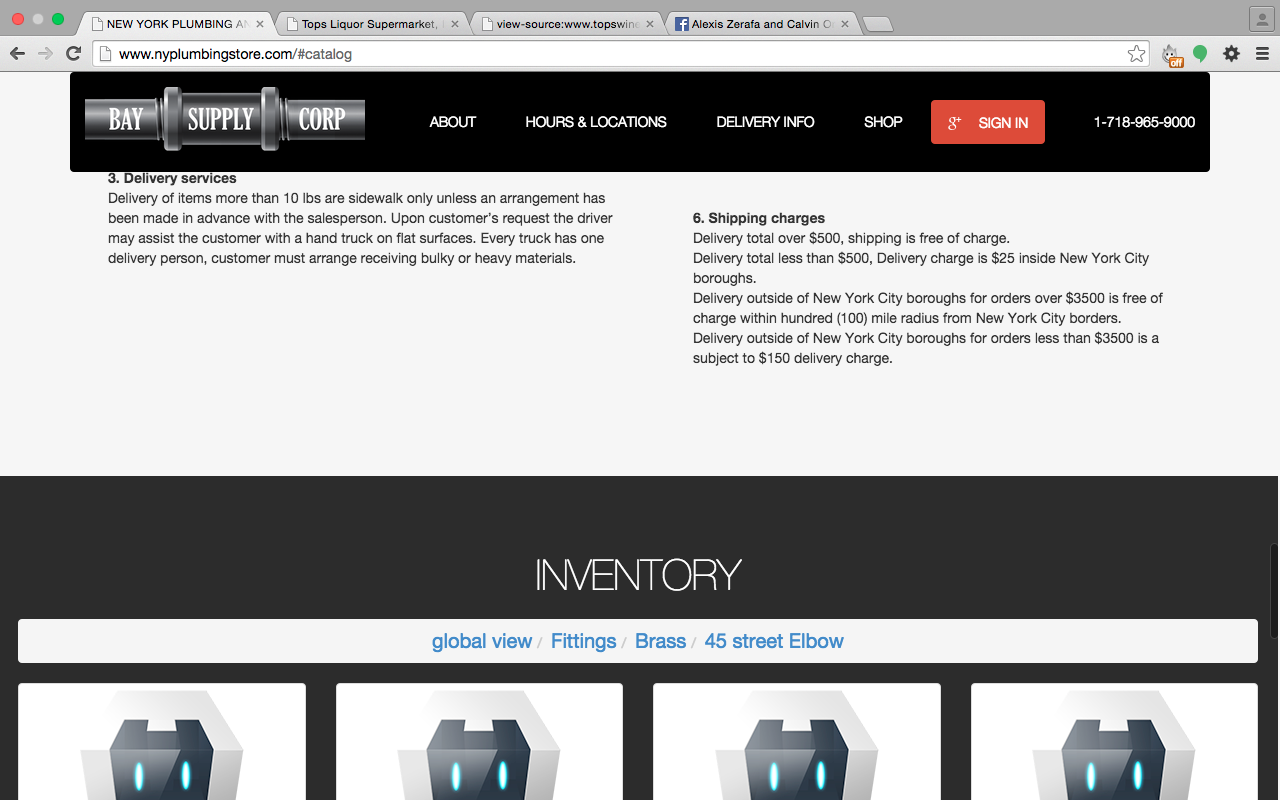 NEW YORK PLUMBING AN
Tops Liquor Supermarket,
view-source:www.topswine
Alexis Zerafa and Calvin O
www.nyplumbingstore.com/#catalog
off
BAY SUPPLY CORP
ABOUT
HOURS & LOCATIONS
DELIVERY INFO
SHOP
g+ SIGN IN
1-718-965-9000
3. Delivery services
Delivery of items more than 10 lbs are sidewalk only unless an arrangement has
been made in advance with the salesperson. Upon customer's request the driver
may assist the customer with a hand truck on flat surfaces. Every truck has one
delivery person, customer must arrange receiving bulky or heavy materials.
6. Shipping charges
Delivery total over $500, shipping is free of charge.
Delivery total less than $500, Delivery charge is $25 inside New York City
boroughs.
Delivery outside of New York City boroughs for orders over $3500 is free of
charge within hundred (100) mile radius from New York City borders.
Delivery outside of New York City boroughs for orders less than $3500 is a
subject to $150 delivery charge.
INVENTORY
global view / Fittings / Brass / 45 street Elbow